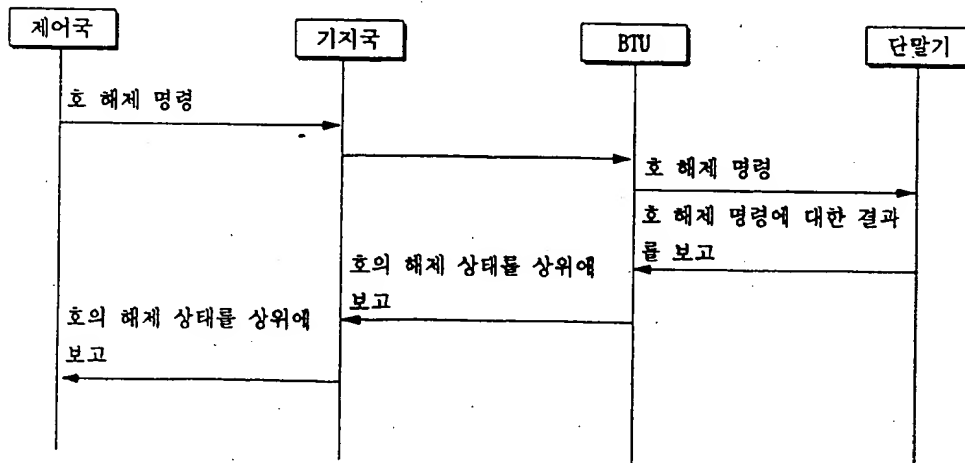 제어국
기지국
BTU
단말기
호 해제 명령
호 해제 명령
호 해제 명령에 대한 결과
를 보고
호의 해제 상태를 상위에
보고
호의 해제 상태를 상위에
보고